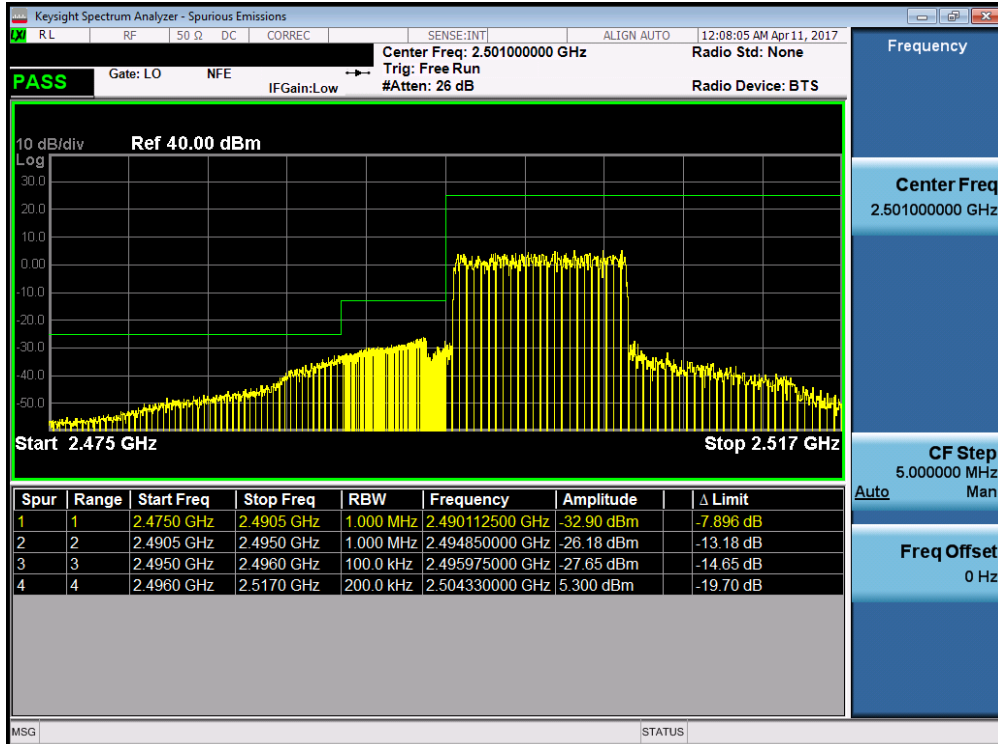 Keysight Spectrum Analyzer - Spurious Emissions
LXI RL RF 50 Ω DC CORREC SENSE:INT ALIGN AUTO 12:08:05 AM Apr 11, 2017
Center Freq: 2.501000000 GHz Radio Std: None
PASS Gate: LO NFE Trig: Free Run
IFGain:Low #Atten: 26 dB Radio Device: BTS
10 dB/div Ref 40.00 dBm
Log
30.0
20.0
10.0
0.00
-10.0
-20.0
-30.0
-40.0
-50.0
Start 2.475 GHz Stop 2.517 GHz
Spur Range Start Freq Stop Freq RBW Frequency Amplitude Δ Limit
1 1 2.4750 GHz 2.4905 GHz 1.000 MHz 2.490112500 GHz -32.90 dBm -7.896 dB
2 2 2.4905 GHz 2.4950 GHz 1.000 MHz 2.494850000 GHz -26.18 dBm -13.18 dB
3 3 2.4950 GHz 2.4960 GHz 100.0 kHz 2.495975000 GHz -27.65 dBm -14.65 dB
4 4 2.4960 GHz 2.5170 GHz 200.0 kHz 2.504330000 GHz 5.300 dBm -19.70 dB
MSG STATUS
Frequency
Center Freq
2.501000000 GHz
CF Step
5.000000 MHz
Auto Man
Freq Offset
0 Hz